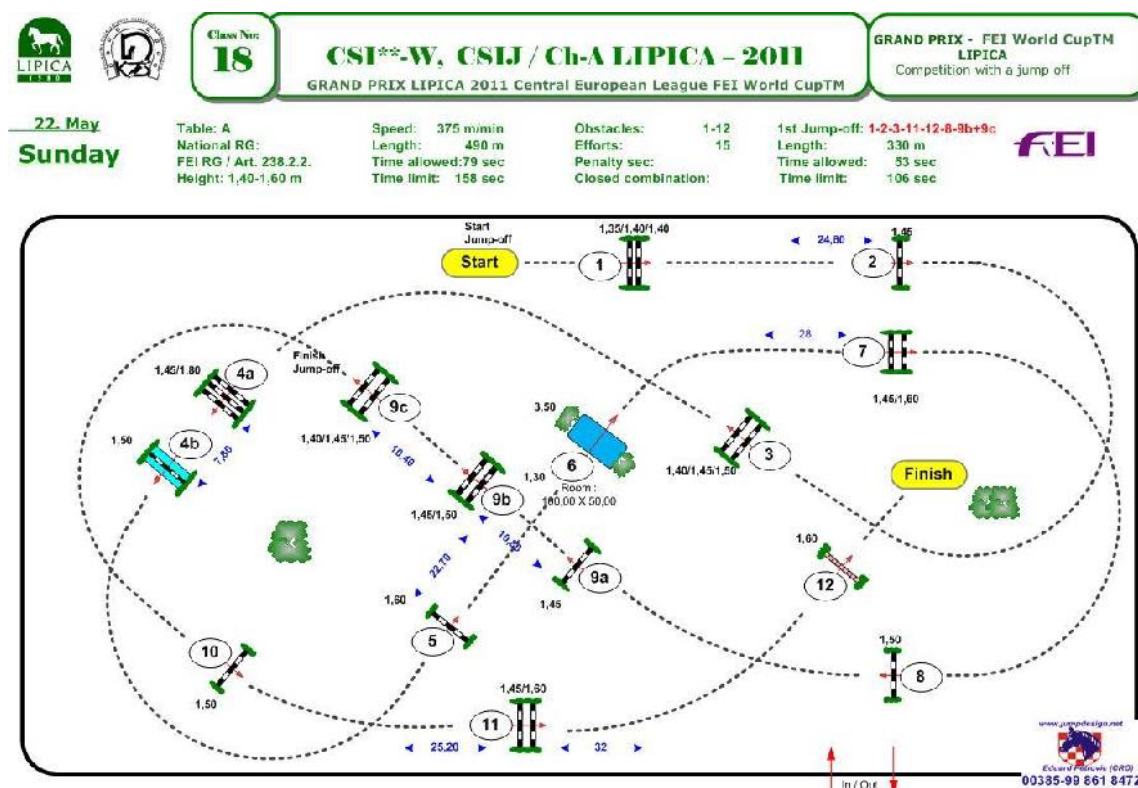 LIPICA
1580
Class No:
18
CSI**-W, CSIJ / Ch-A LIPICA – 2011
GRAND PRIX LIPICA 2011 Central European League FEI World CupTM
GRAND PRIX - FEI World CupTM
LIPICA
Competition with a jump off
22. May
Sunday
Table: A
National RG:
FEI RG / Art. 238.2.2.
Height: 1,40-1,60 m
Speed: 375 m/min
Length: 490 m
Time allowed:79 sec
Time limit: 158 sec
Obstacles: 1-12
Efforts: 15
Penalty sec:
Closed combination:
1st Jump-off: 1-2-3-11-12-8-9b+9c
Length: 330 m
Time allowed: 53 sec
Time limit: 106 sec
FEI
Start
Jump-off
Start
1,35/1,40/1,40
1
24,60
1,45
2
28
7
1,45/1,60
4a
1,45/1,80
Finish
Jump-off
9c
1,40/1,45/1,50
1,50
4b
7,85
10,40
3,50
6
1,30
Room :
100,00 X 50,00
3
1,40/1,45/1,50
Finish
9b
1,45/1,50
22,70
9a
1,45
1,60
12
1,60
5
10
1,50
1,50
8
1,45/1,60
11
25,20
32
In / Out
www.jumpdesign.net
00385-99 861 8472